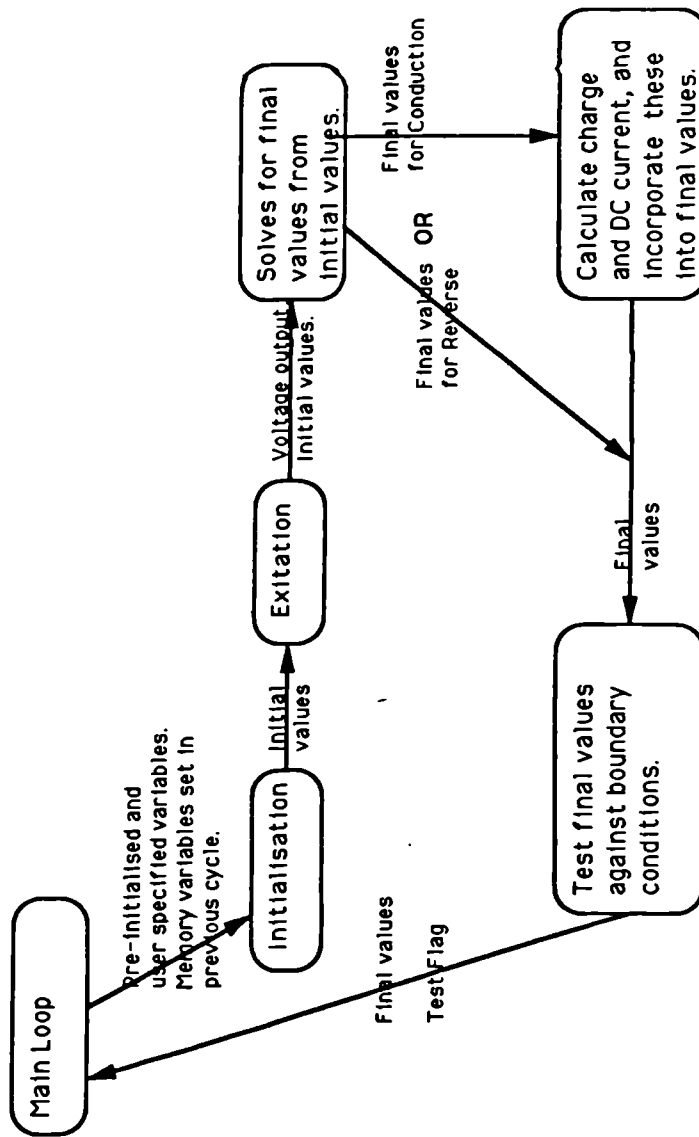 Main Loop
Pre-initialised and
user specified variables.
Memory variables set in
previous cycle.
Initialisation
Initial
values
Exitation
Voltage output
Initial values.
Solves for final
values from
initial values.
Final values
for Conduction
OR
Final values
for Reverse
Calculate charge
and DC current, and
incorporate these
into final values.
Final
values
Test final values
against boundary
conditions.
Final values
Test Flag